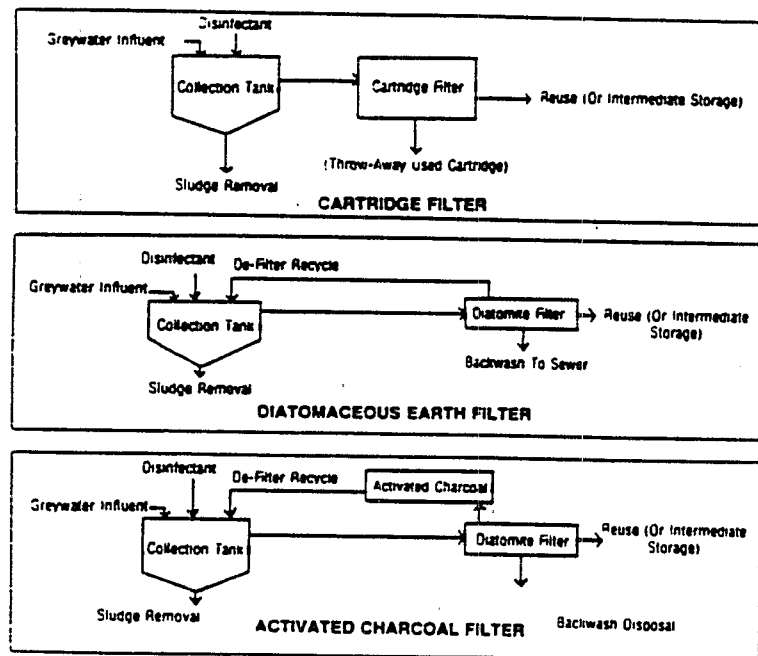 Disinfectant
Greywater Influent
Collection Tank
Cartridge Filter
Reuse (Or Intermediate Storage)
(Throw-Away Used Cartridge)
Sludge Removal
CARTRIDGE FILTER
Disinfectant
De-Filter Recycle
Greywater Influent
Collection Tank
Diatomite Filter
Reuse (Or Intermediate
Storage)
Backwash To Sewer
Sludge Removal
DIATOMACEOUS EARTH FILTER
Disinfectant
De-Filter Recycle
Activated Charcoal
Greywater Influent
Collection Tank
Diatomite Filter
Reuse (Or Intermediate
Storage)
Sludge Removal
Backwash Disposal
ACTIVATED CHARCOAL FILTER